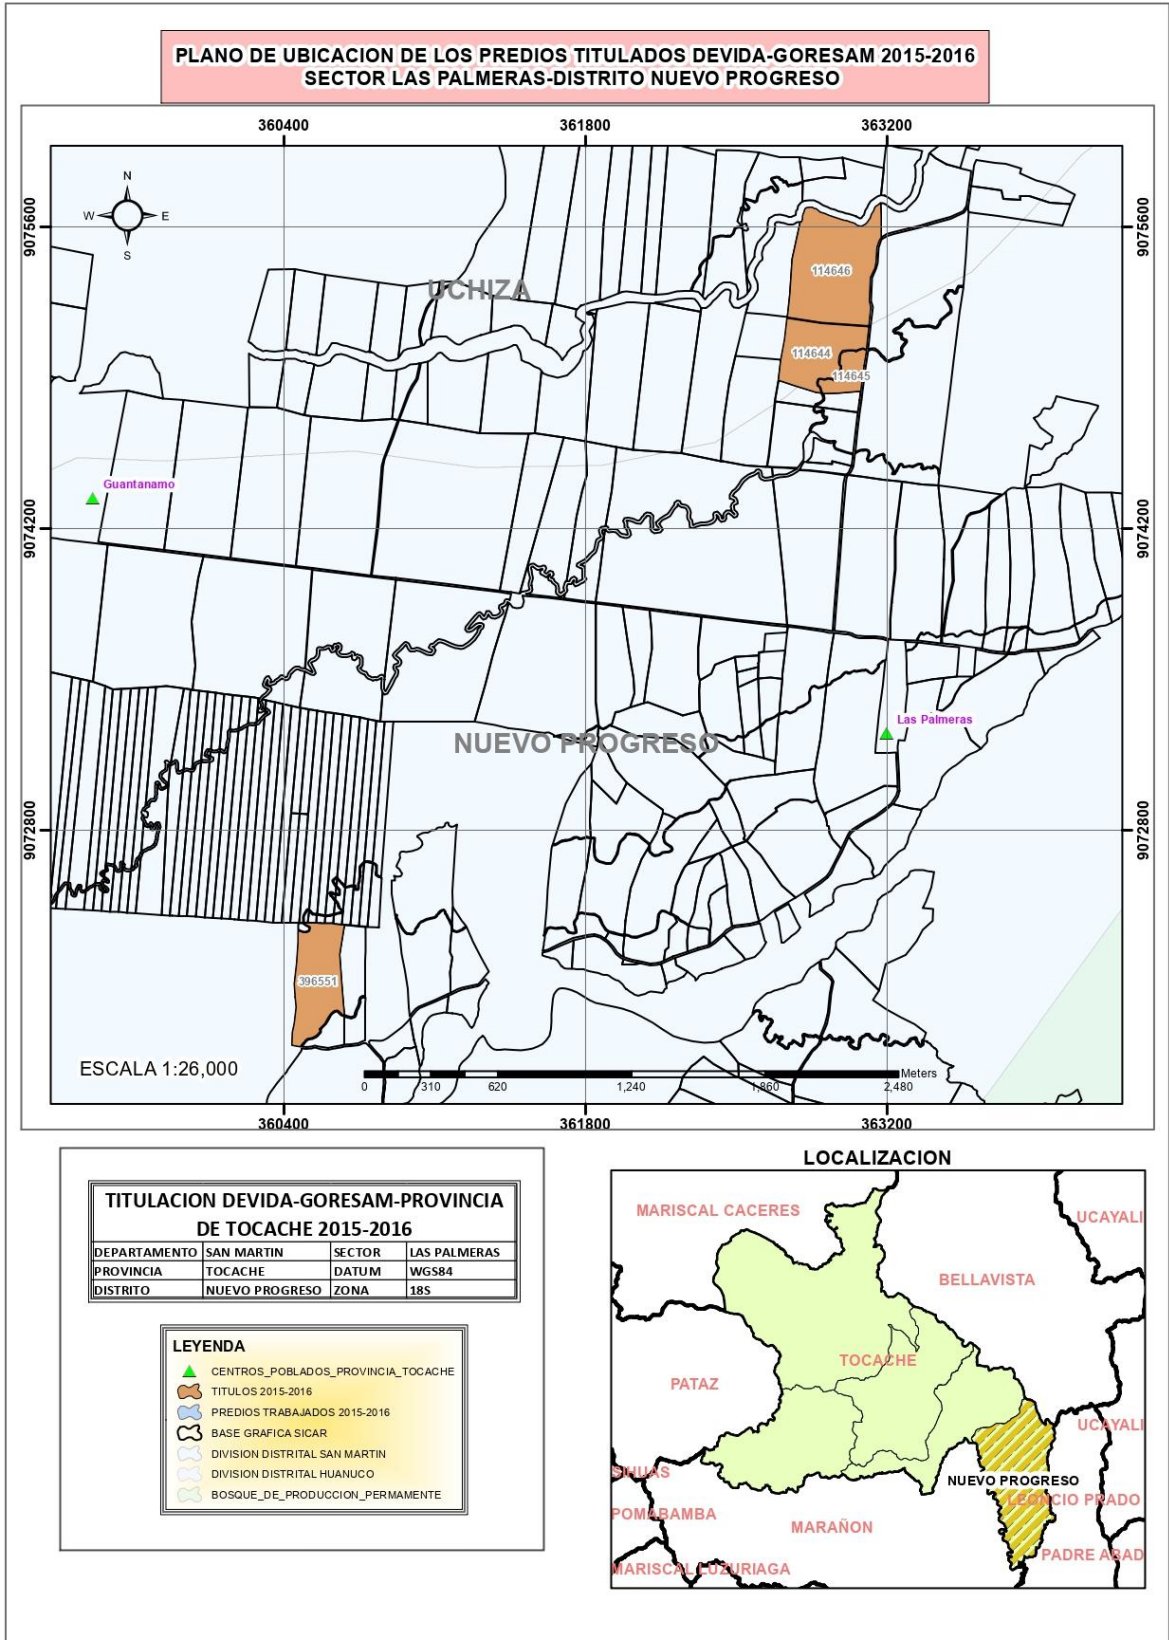 PLANO DE UBICACION DE LOS PREDIOS TITULADOS DEVIDA-GORESAM 2015-2016
SECTOR LAS PALMERAS-DISTRITO NUEVO PROGRESO
360400 361800 363200
N
W E
S
9075600 9075600
114646
UCHIZA
114644
114645
Guantanamo
9074200 9074200
Las Palmeras
NUEVO PROGRESO
9072800 9072800
396551
ESCALA 1:26,000
Meters
0 310 620 1,240 1,860 2,480
360400 361800 363200
TITULACION DEVIDA-GORESAM-PROVINCIA
DE TOCACHE 2015-2016
DEPARTAMENTO SAN MARTIN SECTOR LAS PALMERAS
PROVINCIA TOCACHE DATUM WGS84
DISTRITO NUEVO PROGRESO ZONA 18S
LEYENDA
CENTROS_POBLADOS_PROVINCIA_TOCACHE
TITULOS 2015-2016
PREDIOS TRABAJADOS 2015-2016
BASE GRAFICA SICAR
DIVISION DISTRITAL SAN MARTIN
DIVISION DISTRITAL HUANUCO
BOSQUE_DE_PRODUCCION_PERMAMENTE
LOCALIZACION
MARISCAL CACERES
UCAYALI
BELLAVISTA
TOCACHE
PATAZ
UCAYALI
SIHUAS
NUEVO PROGRESO
LEONCIO PRADO
POMABAMBA
MARAÑON
PADRE ABAD
MARISCAL LUZURIAGA